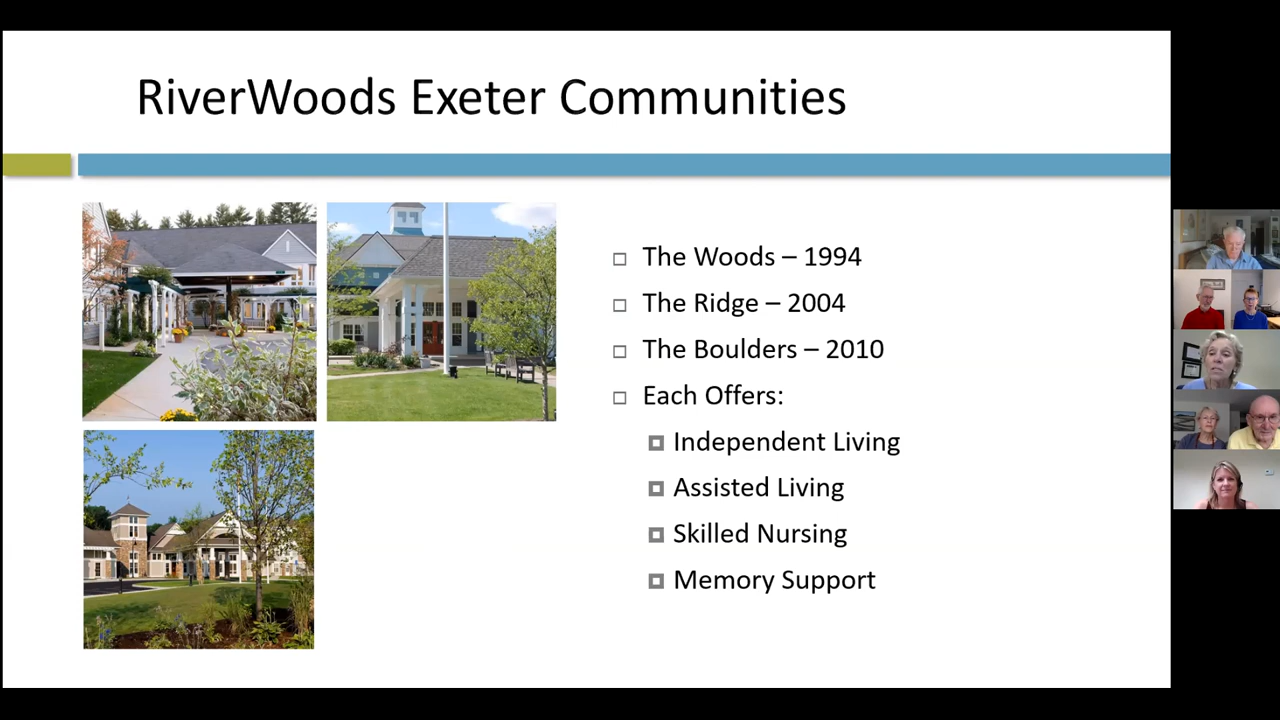 RiverWoods Exeter Communities
The Woods – 1994
The Ridge – 2004
The Boulders – 2010
Each Offers:
Independent Living
Assisted Living
Skilled Nursing
Memory Support